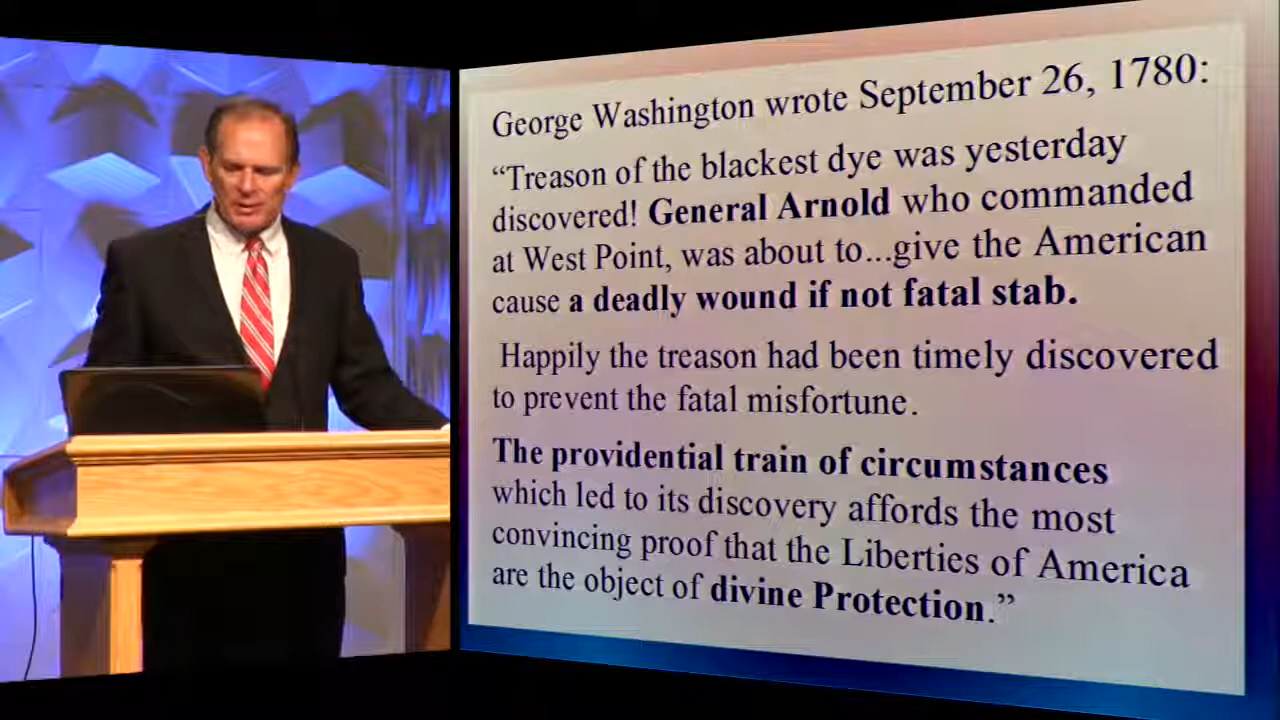 George Washington wrote September 26, 1780:
“Treason of the blackest dye was yesterday
discovered! General Arnold who commanded
at West Point, was about to...give the American
cause a deadly wound if not fatal stab.
Happily the treason had been timely discovered
to prevent the fatal misfortune.
The providential train of circumstances
which led to its discovery affords the most
convincing proof that the Liberties of America
are the object of divine Protection.”